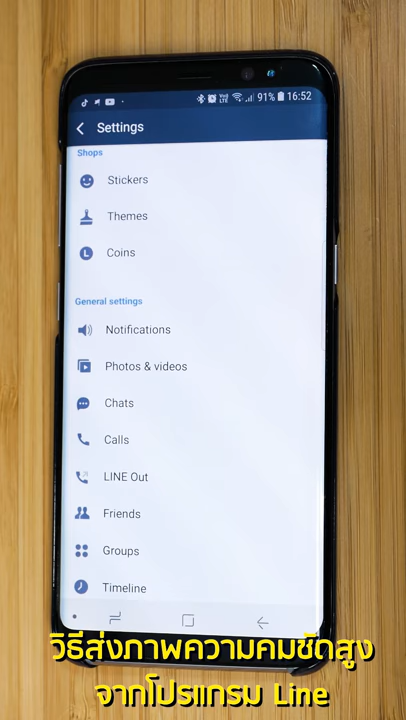 91% 16:52
Settings
Shops
Stickers
Themes
Coins
General settings
Notifications
Photos & videos
Chats
Calls
LINE Out
Friends
Groups
Timeline
วิธีส่งภาพความคมชัดสูง
จากโปรแกรม Line